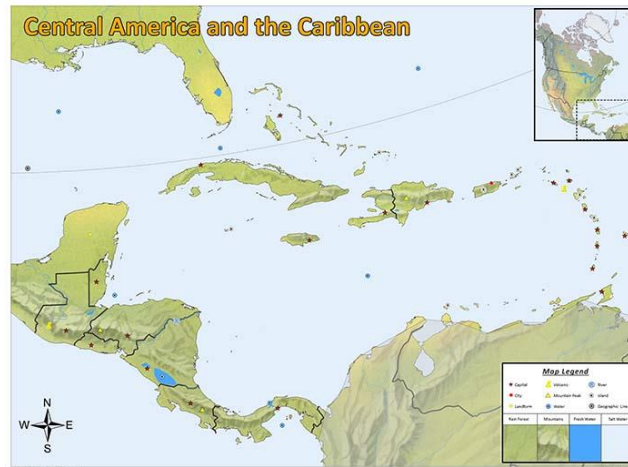 Central America and the Caribbean
N
W E
S
Map Legend
Capital
Volcano
River
City
Mountain Peak
Island
Landform
Water
Geographic Line
Rain Forest
Mountains
Fresh Water
Salt Water